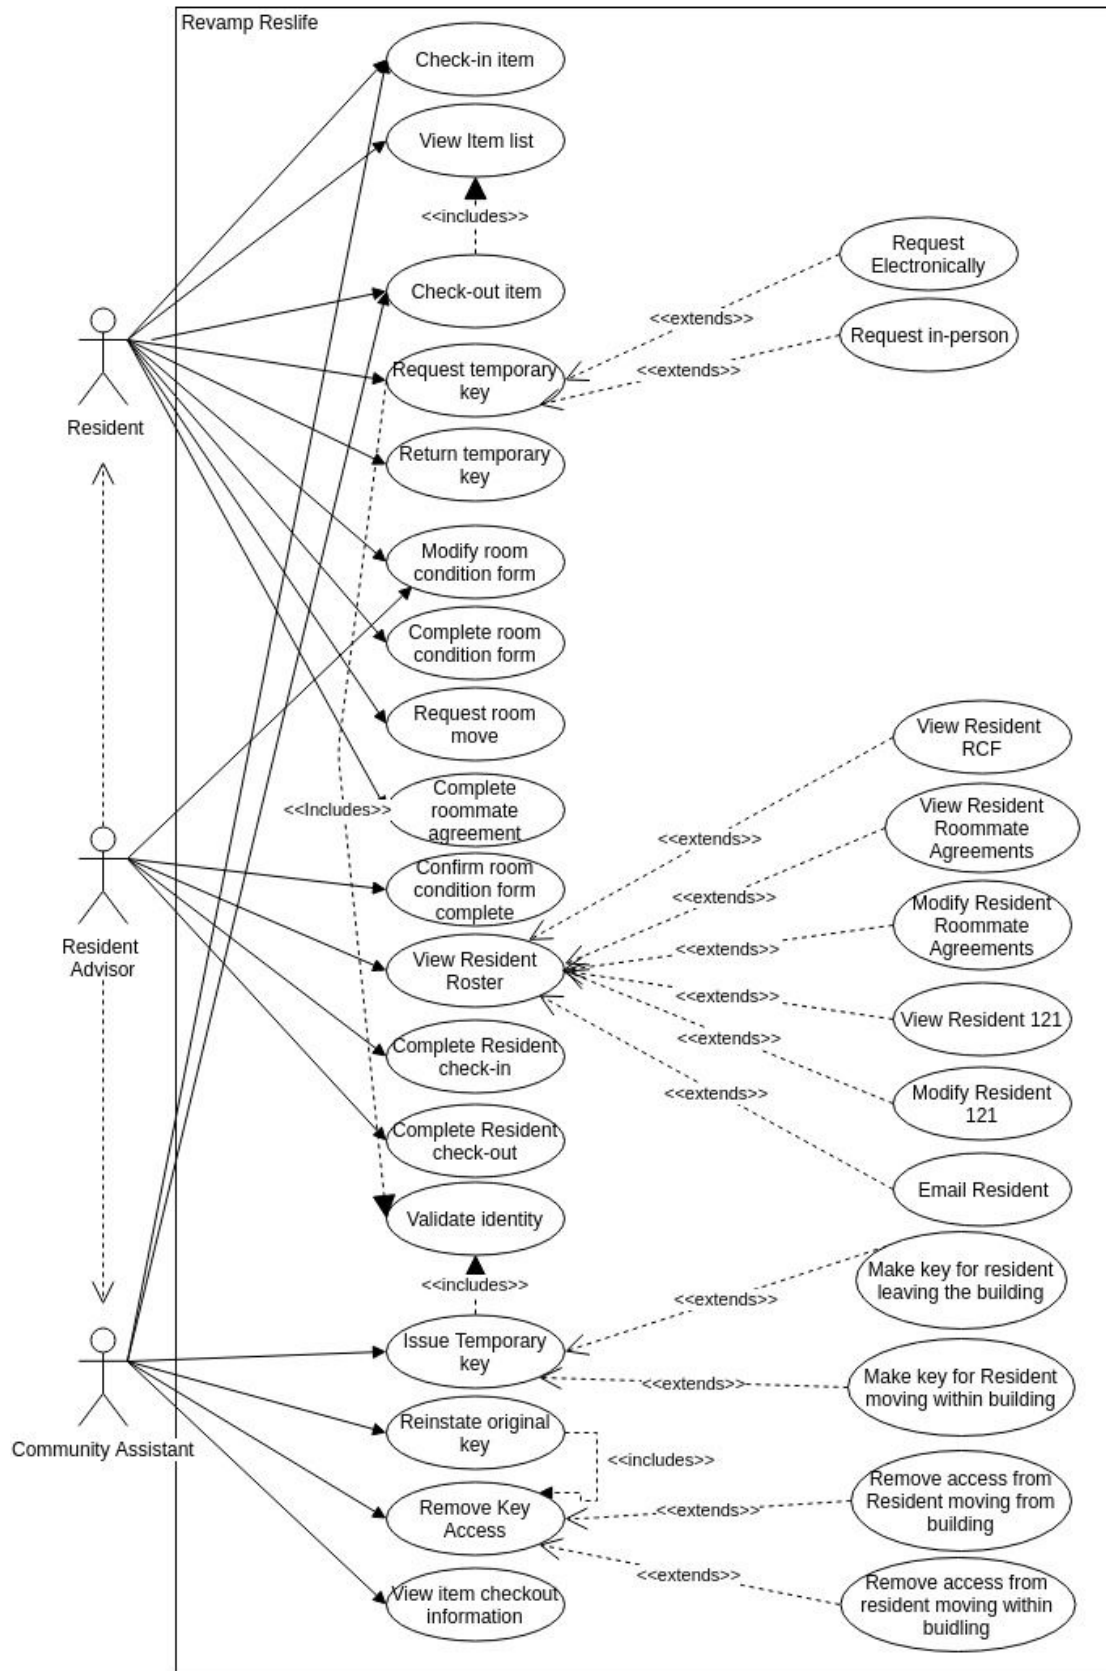 Revamp Reslife
Check-in item
View Item list
<<includes>>
Check-out item
Request
Electronically
<<extends>>
Request in-person
<<extends>>
Request temporary
key
Resident
Return temporary
key
Modify room
condition form
Complete room
condition form
Request room
move
View Resident
RCF
<<Includes>>
Complete
roommate
agreement
<<extends>>
View Resident
Roommate
Agreements
Confirm room
condition form
complete
<<extends>>
Modify Resident
Roommate
Agreements
<<extends>>
Resident
Advisor
View Resident
Roster
<<extends>>
View Resident 121
<<extends>>
Complete Resident
check-in
<<extends>>
Modify Resident
121
Complete Resident
check-out
Email Resident
Validate identity
<<includes>>
Make key for resident
leaving the building
<<extends>>
Issue Temporary
key
<<extends>>
Make key for Resident
moving within building
Community Assistant
Reinstate original
key
<<includes>>
Remove Key
Access
<<extends>>
Remove access from
Resident moving from
building
<<extends>>
View item checkout
information
Remove access from
resident moving within
buidling